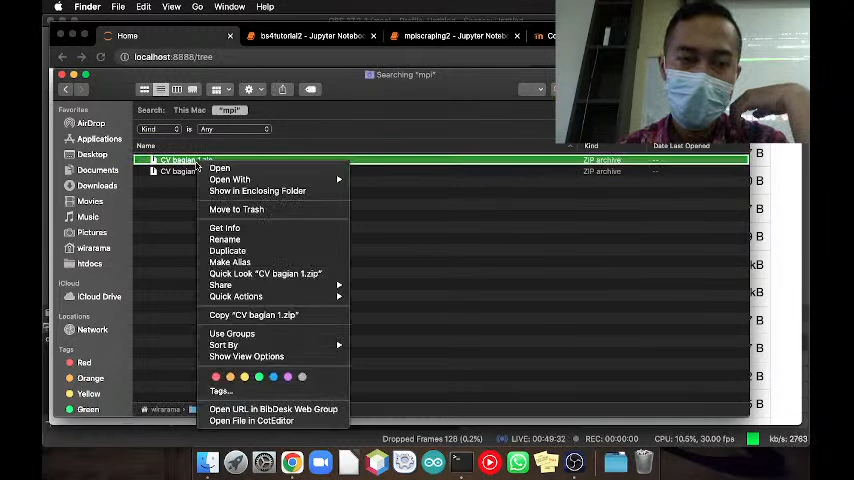 Finder File Edit View Go Window Help
Home
bs4tutorial2 - Jupyter Noteboo
mpiscraping2 - Jupyter Notebo
localhost:8888/tree
Searching “mpi”
Favorites
AirDrop
Applications
Desktop
Documents
Downloads
Movies
Music
Pictures
wirarama
htdocs
iCloud
iCloud Drive
Network
Tags
Red
Orange
Yellow
Green
Search: This Mac “mpi”
Kind is Any
Name Kind Date Last Opened
CV bagian 1.zip ZIP archive --
CV bagian ZIP archive --
Open
Open With
Show in Enclosing Folder
Move to Trash
Get Info
Rename
Duplicate
Make Alias
Quick Look “CV bagian 1.zip”
Share
Quick Actions
Copy “CV bagian 1.zip”
Use Groups
Sort By
Show View Options
Tags...
Open URL in BibDesk Web Group
Open File in CotEditor
wirarama
Dropped Frames 128 (0.2%) LIVE: 00:49:32 REC: 00:00:00 CPU: 10.5%, 30.00 fps kb/s: 2763